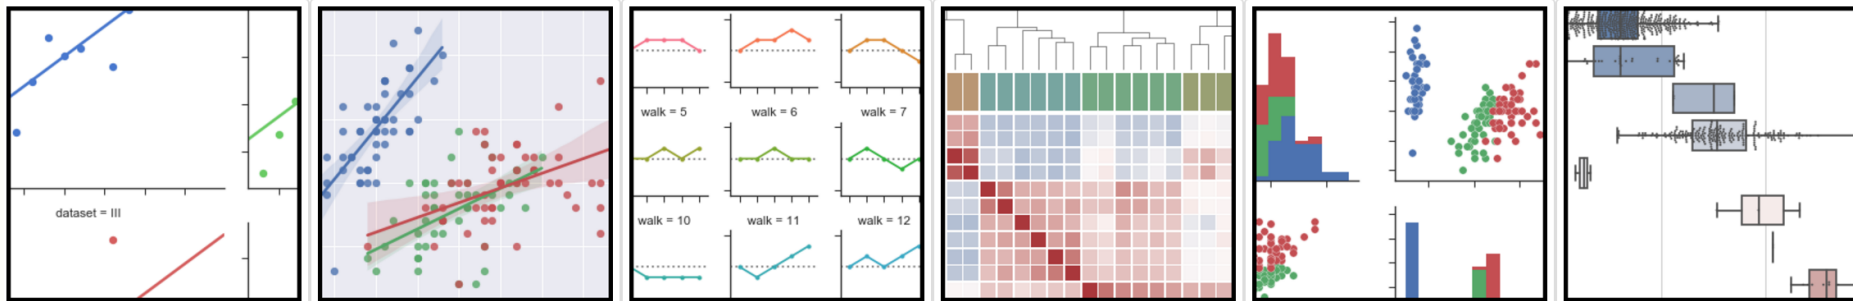 dataset = III
walk = 5
walk = 6
walk = 7
walk = 10
walk = 11
walk = 12